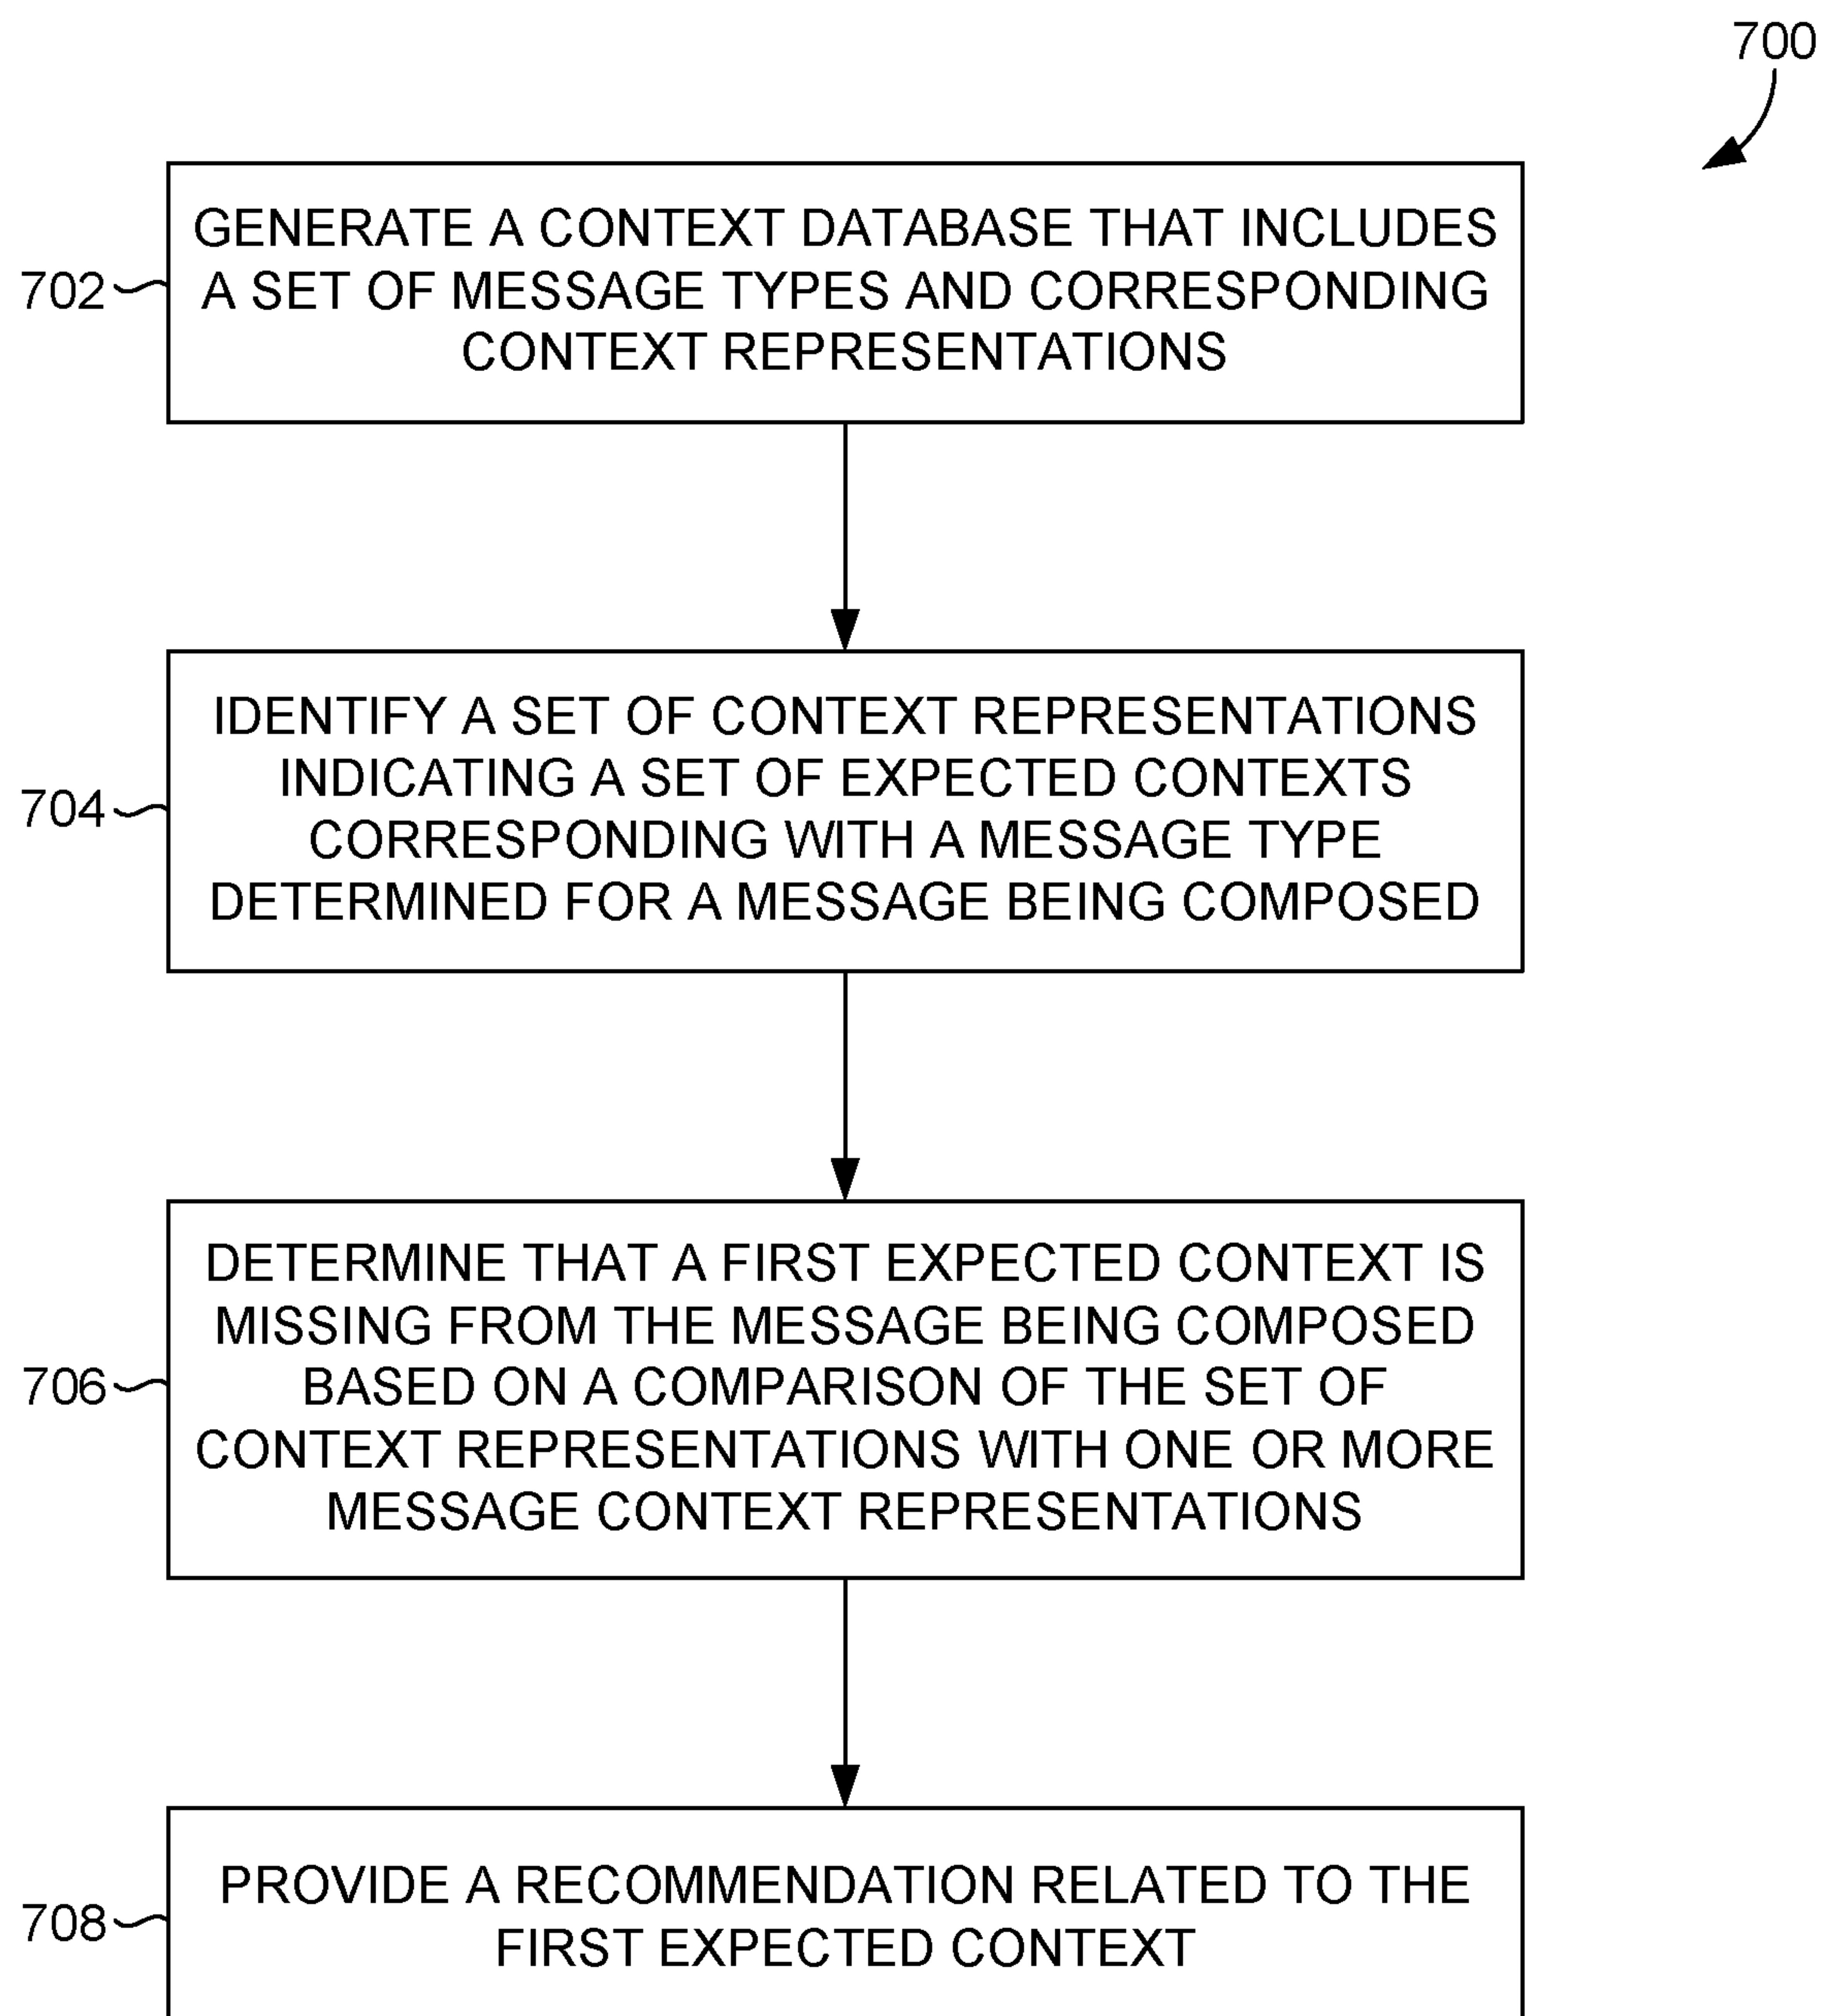 700
702
GENERATE A CONTEXT DATABASE THAT INCLUDES
A SET OF MESSAGE TYPES AND CORRESPONDING
CONTEXT REPRESENTATIONS
704
IDENTIFY A SET OF CONTEXT REPRESENTATIONS
INDICATING A SET OF EXPECTED CONTEXTS
CORRESPONDING WITH A MESSAGE TYPE
DETERMINED FOR A MESSAGE BEING COMPOSED
706
DETERMINE THAT A FIRST EXPECTED CONTEXT IS
MISSING FROM THE MESSAGE BEING COMPOSED
BASED ON A COMPARISON OF THE SET OF
CONTEXT REPRESENTATIONS WITH ONE OR MORE
MESSAGE CONTEXT REPRESENTATIONS
708
PROVIDE A RECOMMENDATION RELATED TO THE
FIRST EXPECTED CONTEXT